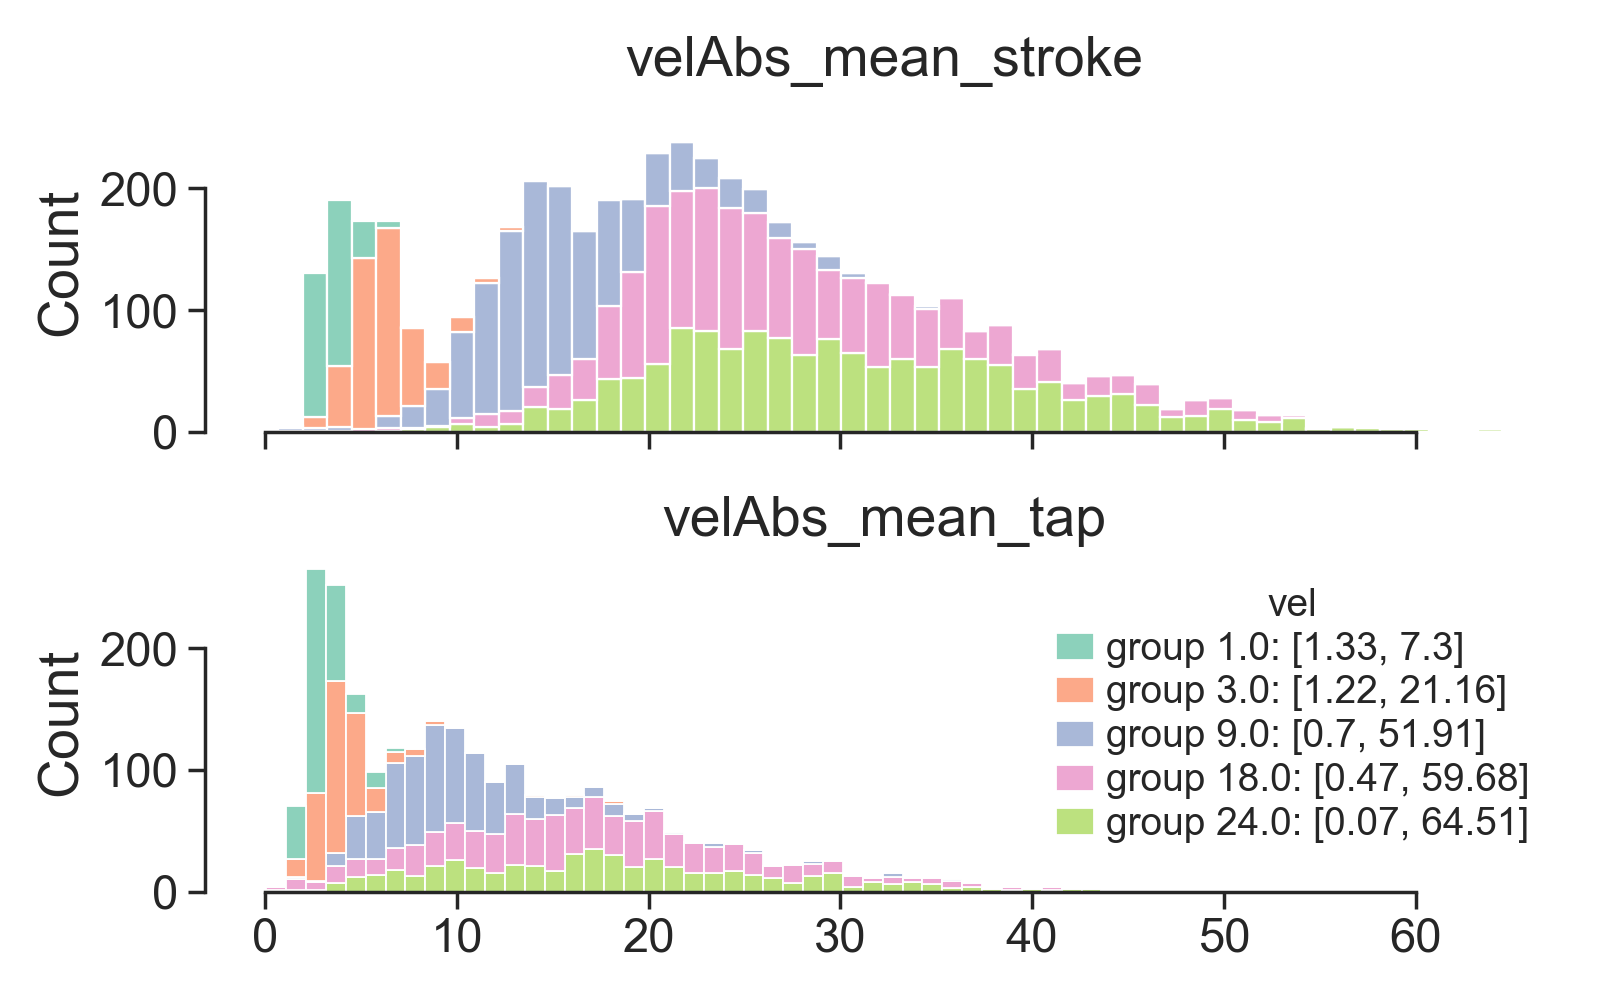 velAbs_mean_stroke
Count
200
100
0
velAbs_mean_tap
Count
200
100
0
vel
group 1.0: [1.33, 7.3]
group 3.0: [1.22, 21.16]
group 9.0: [0.7, 51.91]
group 18.0: [0.47, 59.68]
group 24.0: [0.07, 64.51]
0 10 20 30 40 50 60